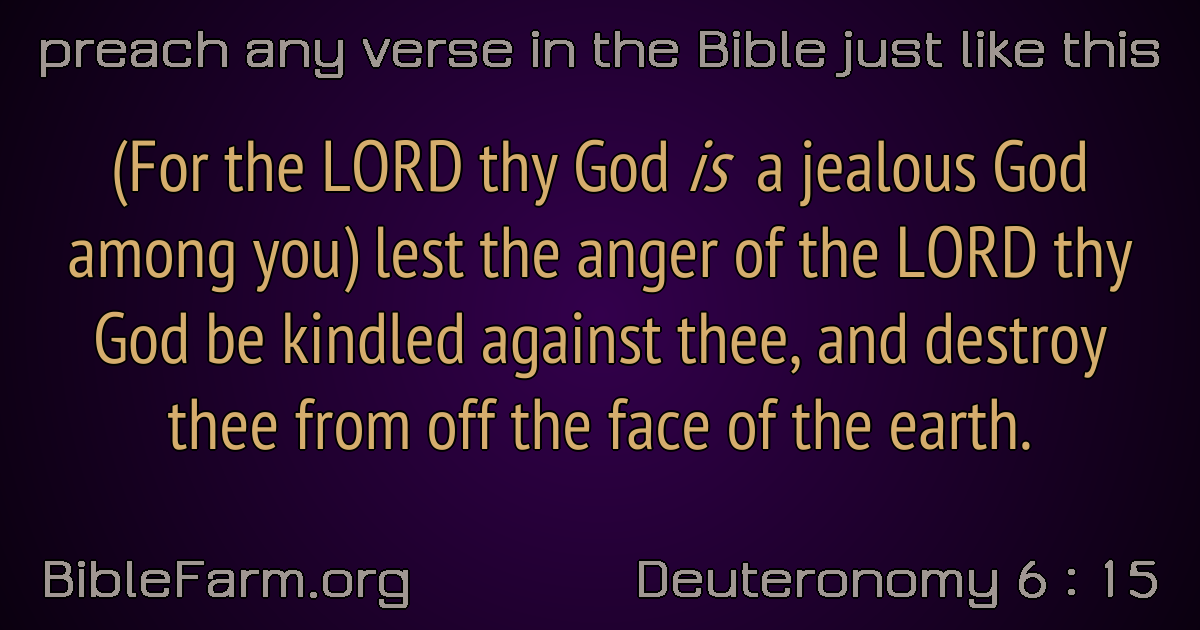 preach any verse in the Bible just like this
(For the LORD thy God is a jealous God
among you) lest the anger of the LORD thy
God be kindled against thee, and destroy
thee from off the face of the earth.
BibleFarm.org
Deuteronomy 6 : 15